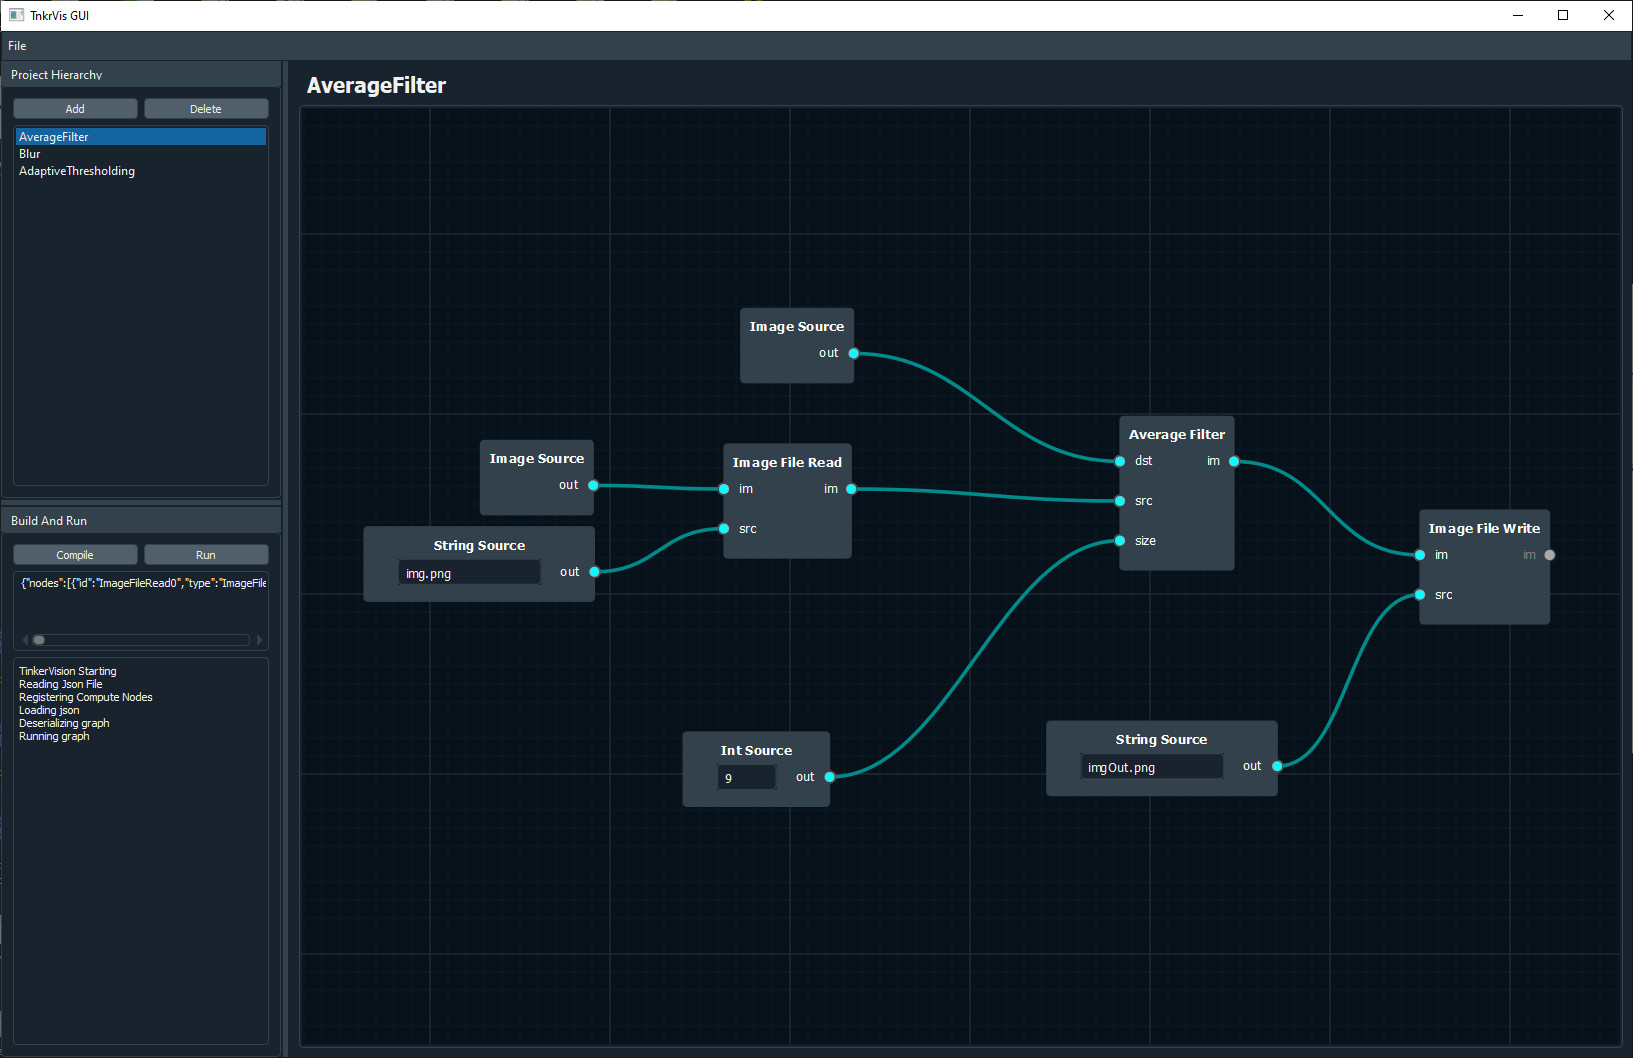 TnkrVis GUI
File
Project Hierarchy
Add
Delete
AverageFilter
Blur
AdaptiveThresholding
Build And Run
Compile
Run
{"nodes":[{"id":"ImageFileRead0","type":"ImageFile
TinkerVision Starting
Reading Json File
Registering Compute Nodes
Loading json
Deserializing graph
Running graph
AverageFilter
Image Source
out
Image Source
out
String Source
img.png
out
Image File Read
im
im
src
Average Filter
dst
im
src
size
Int Source
9
out
String Source
imgOut.png
out
Image File Write
im
im
src